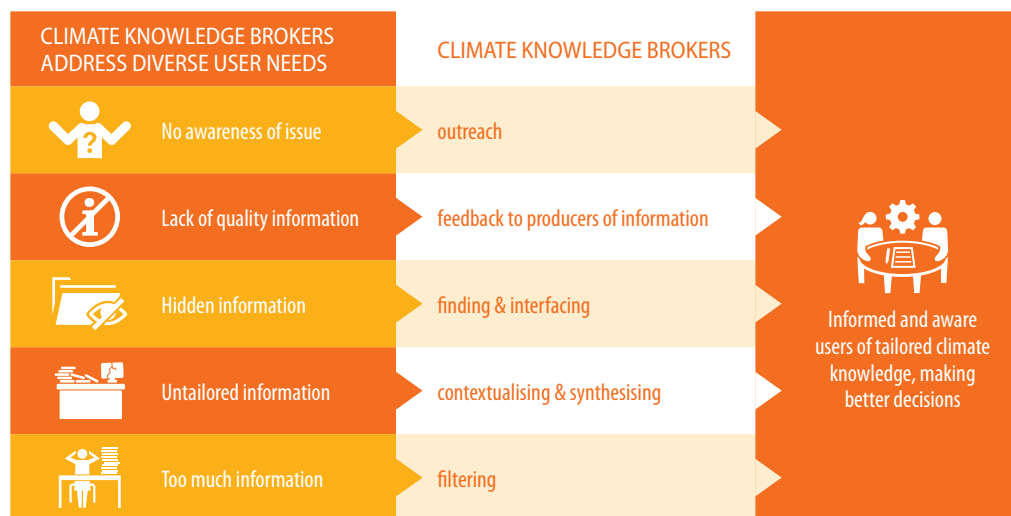 CLIMATE KNOWLEDGE BROKERS
ADDRESS DIVERSE USER NEEDS
CLIMATE KNOWLEDGE BROKERS
?
No awareness of issue
outreach
i
Lack of quality information
feedback to producers of information
Hidden information
finding & interfacing
Untailored information
contextualising & synthesising
Too much information
filtering
Informed and aware
users of tailored climate
knowledge, making
better decisions